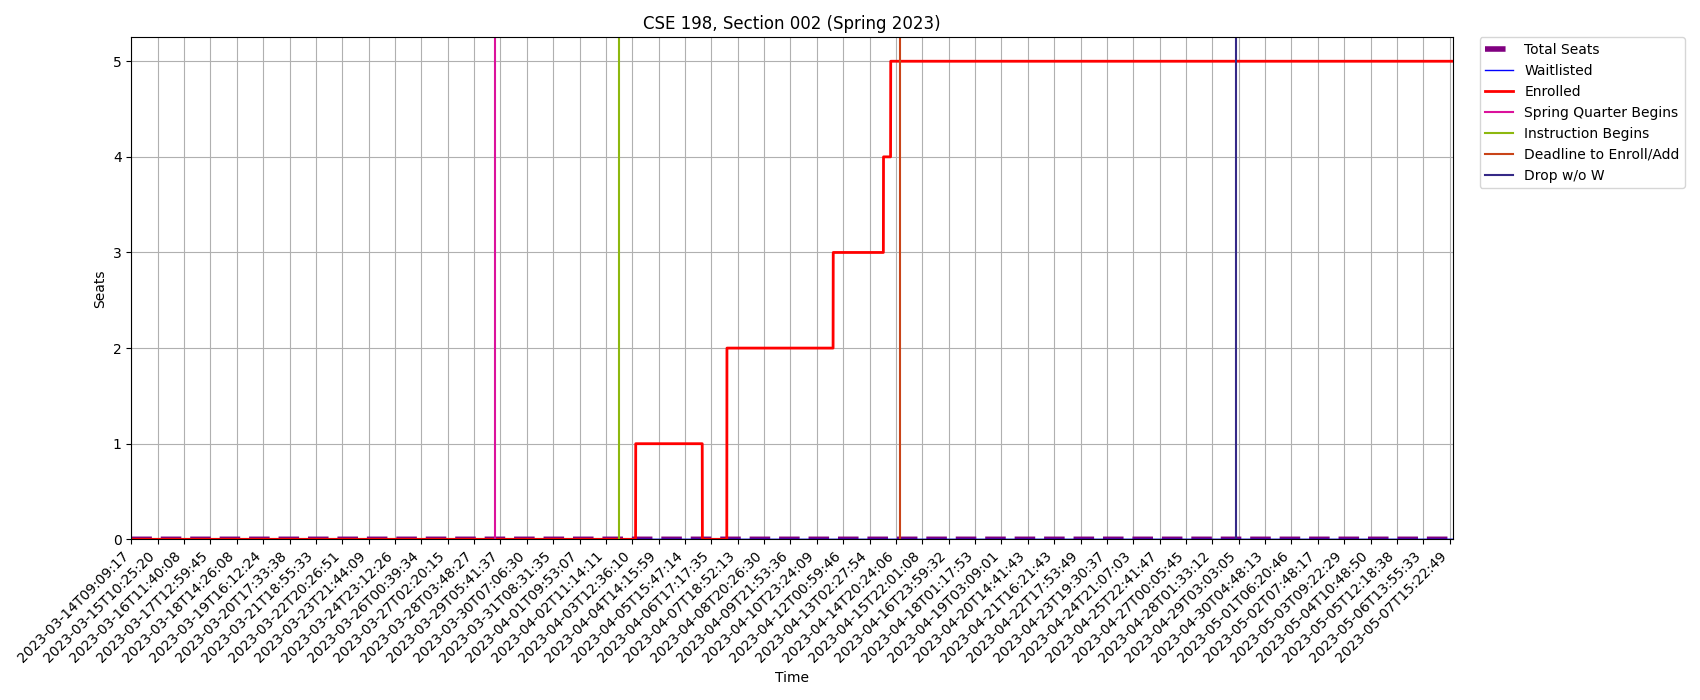 CSE 198, Section 002 (Spring 2023)
Total Seats
Waitlisted
Enrolled
Spring Quarter Begins
Instruction Begins
Deadline to Enroll/Add
Drop w/o W
Seats
5
4
3
2
1
0
2023-03-14T09:09:17
2023-03-15T10:25:20
2023-03-16T11:40:08
2023-03-17T12:59:45
2023-03-18T14:26:08
2023-03-19T16:12:24
2023-03-20T17:33:38
2023-03-21T18:55:33
2023-03-22T20:26:51
2023-03-23T21:44:09
2023-03-24T23:12:26
2023-03-26T00:39:34
2023-03-27T02:20:15
2023-03-28T03:48:27
2023-03-29T05:41:37
2023-03-30T07:06:30
2023-03-31T08:31:35
2023-04-01T09:53:07
2023-04-02T11:14:11
2023-04-03T12:36:10
2023-04-04T14:15:59
2023-04-05T15:47:14
2023-04-06T17:17:35
2023-04-07T18:52:13
2023-04-08T20:26:30
2023-04-09T21:53:36
2023-04-10T23:24:09
2023-04-12T00:59:46
2023-04-13T02:27:54
2023-04-14T20:24:06
2023-04-15T22:01:08
2023-04-16T23:59:32
2023-04-18T01:17:53
2023-04-19T03:09:01
2023-04-20T14:41:43
2023-04-21T16:21:43
2023-04-22T17:53:49
2023-04-23T19:30:37
2023-04-24T21:07:03
2023-04-25T22:41:47
2023-04-27T00:05:45
2023-04-28T01:33:12
2023-04-29T03:03:05
2023-04-30T04:48:13
2023-05-01T06:20:46
2023-05-02T07:48:17
2023-05-03T09:22:29
2023-05-04T10:48:50
2023-05-05T12:18:38
2023-05-06T13:55:33
2023-05-07T15:22:49
Time